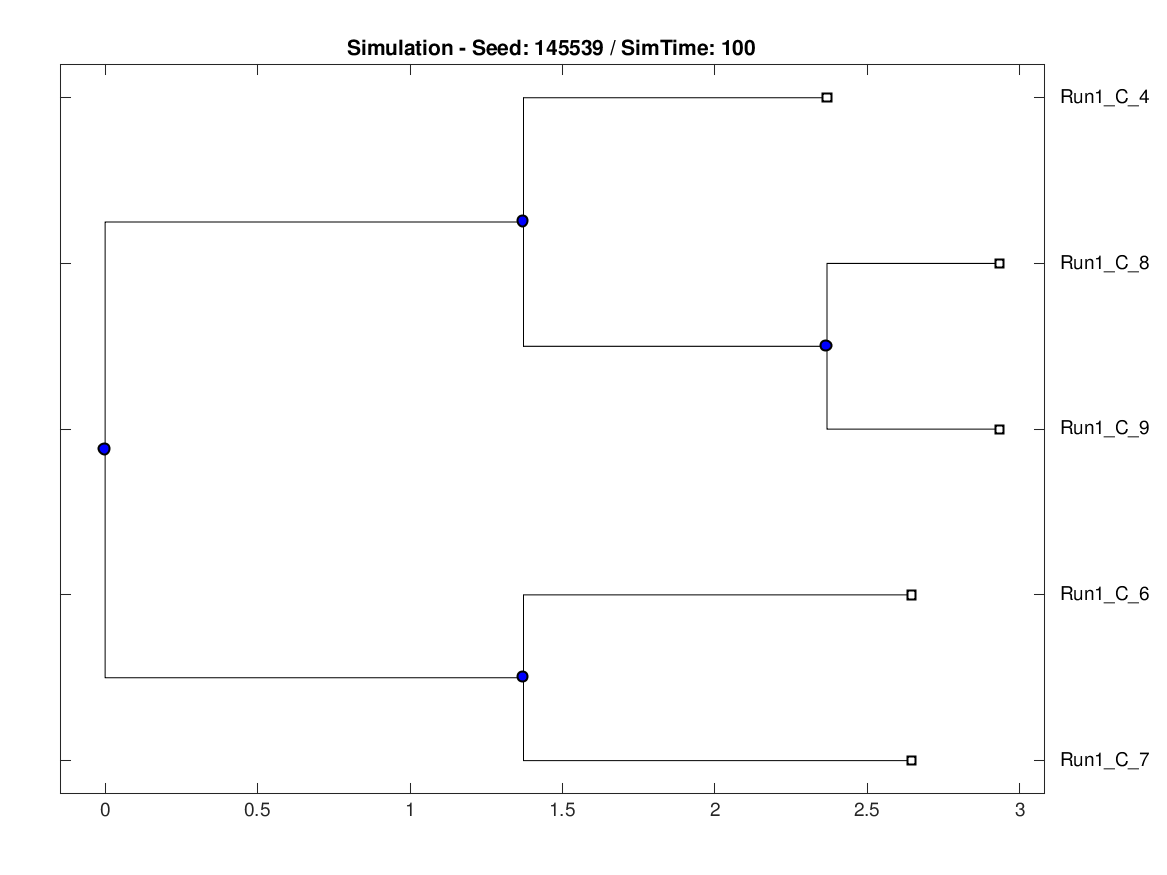 Simulation - Seed: 145539 / SimTime: 100
Run1_C_4
Run1_C_8
Run1_C_9
Run1_C_6
Run1_C_7
0 0.5 1 1.5 2 2.5 3